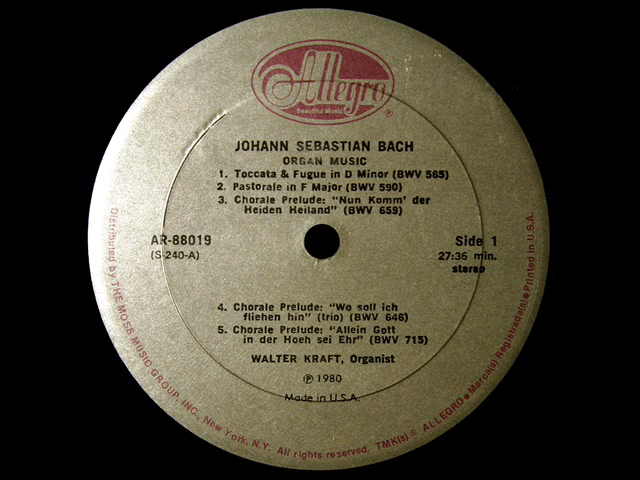 Allegro
Beautiful Music
®
JOHANN SEBASTIAN BACH
ORGAN MUSIC
1. Toccata & Fugue in D Minor (BWV 565)
2. Pastorale in F Major (BWV 590)
3. Chorale Prelude: "Nun Komm' der
Heiden Heiland" (BWV 659)
AR-88019
(S-240-A)
Side 1
27:36 min.
stereo
4. Chorale Prelude: "Wo soll ich
fliehen hin" (trio) (BWV 646)
5. Chorale Prelude: "Allein Gott
in der Hoeh sei Ehr" (BWV 715)
WALTER KRAFT, Organist
℗ 1980
Made in U.S.A.
Distributed by THE MOSS MUSIC GROUP, INC., New York, N.Y. All rights reserved. TMK(s) ® ALLEGRO ● Marca(s) Registrada(s) ● Printed in U.S.A.